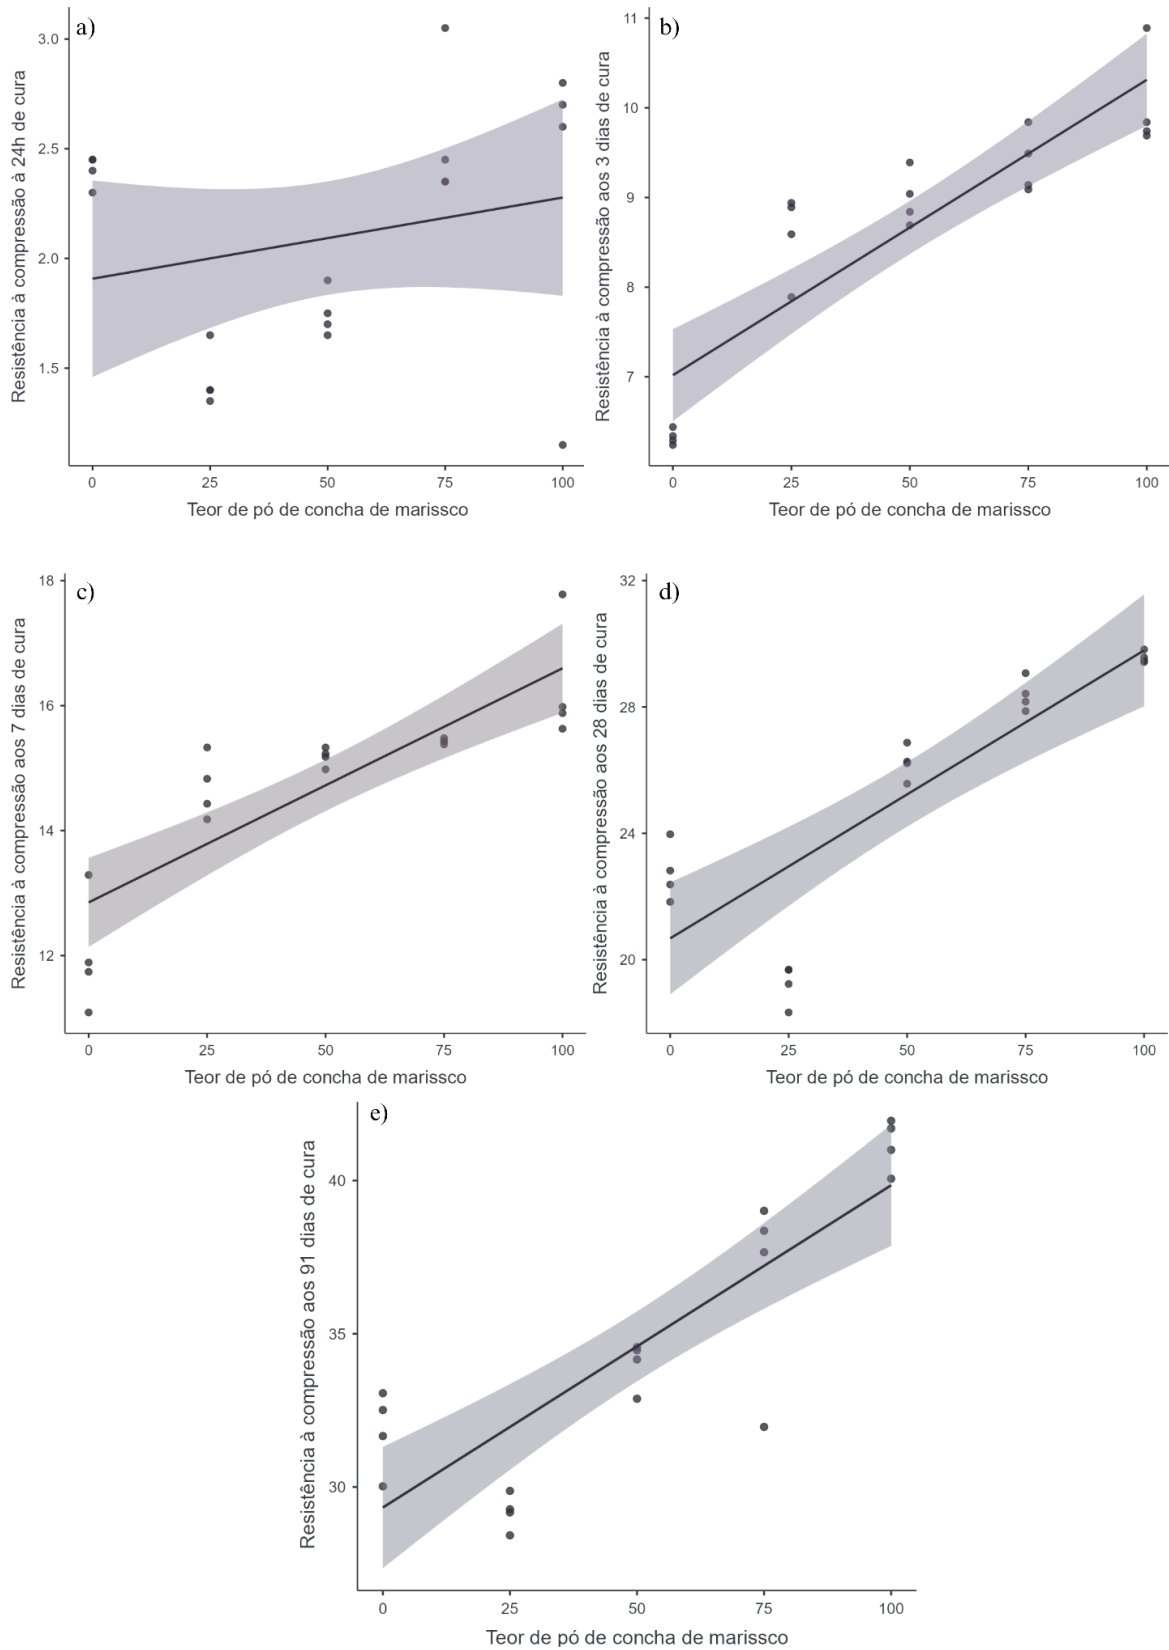 a)
Resistência à compressão à 24h de cura
3.0
2.5
2.0
1.5
0 25 50 75 100
Teor de pó de concha de marissco
b)
Resistência à compressão aos 3 dias de cura
11
10
9
8
7
0 25 50 75 100
Teor de pó de concha de marissco
c)
Resistência à compressão aos 7 dias de cura
18
16
14
12
0 25 50 75 100
Teor de pó de concha de marissco
d)
Resistência à compressão aos 28 dias de cura
32
28
24
20
0 25 50 75 100
Teor de pó de concha de marissco
e)
Resistência à compressão aos 91 dias de cura
40
35
30
0 25 50 75 100
Teor de pó de concha de marissco